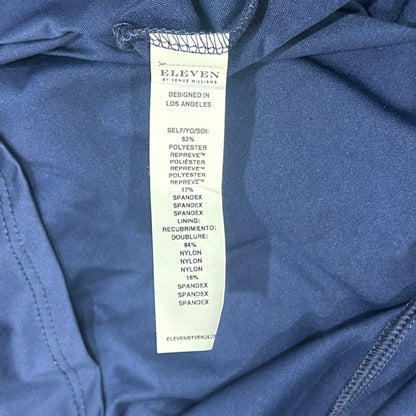 ELEVEN
BY VENUS WILLIAMS
DESIGNED IN
LOS ANGELES
SELF/YO/SOI:
83%
POLYESTER
REPREVE™
POLIÉSTER
REPREVE™
POLYESTER
REPREVE™
17%
SPANDEX
SPANDEX
SPANDEX
LINING:
RECUBRIMIENTO:
DOUBLURE:
84%
NYLON
NYLON
NYLON
16%
SPANDEX
SPANDEX
SPANDEX